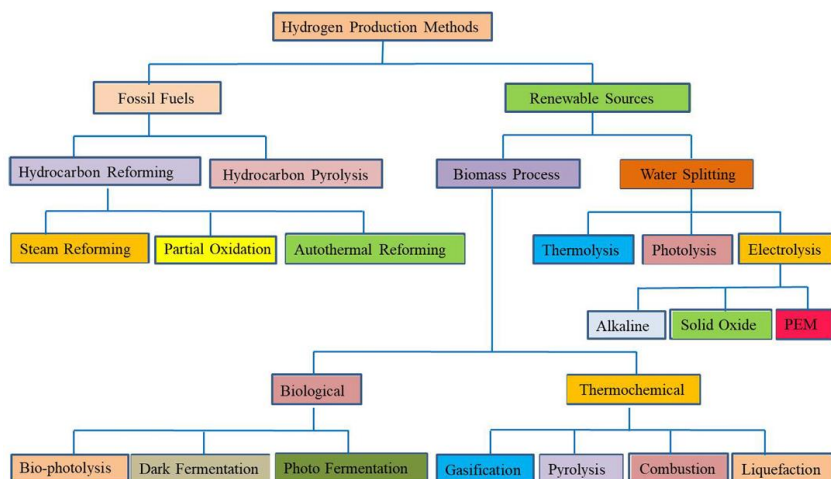 Hydrogen Production Methods
Fossil Fuels
Renewable Sources
Hydrocarbon Reforming
Hydrocarbon Pyrolysis
Biomass Process
Water Splitting
Steam Reforming
Partial Oxidation
Autothermal Reforming
Thermolysis
Photolysis
Electrolysis
Alkaline
Solid Oxide
PEM
Biological
Thermochemical
Bio-photolysis
Dark Fermentation
Photo Fermentation
Gasification
Pyrolysis
Combustion
Liquefaction